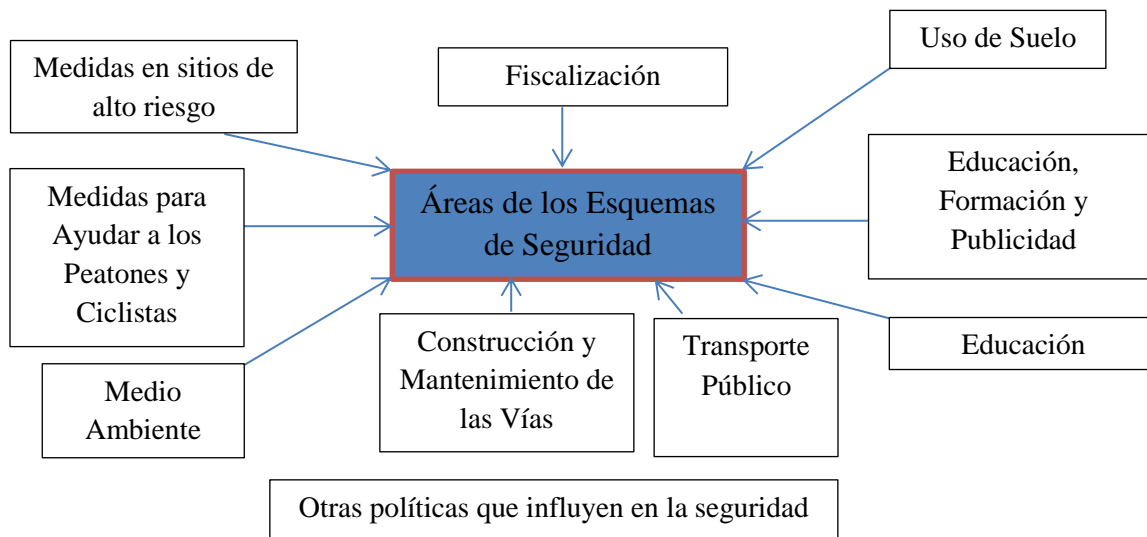 Medidas en sitios de
alto riesgo
Fiscalización
Uso de Suelo
Medidas para
Ayudar a los
Peatones y
Ciclistas
Áreas de los Esquemas
de Seguridad
Educación,
Formación y
Publicidad
Medio
Ambiente
Construcción y
Mantenimiento de
las Vías
Transporte
Público
Educación
Otras políticas que influyen en la seguridad